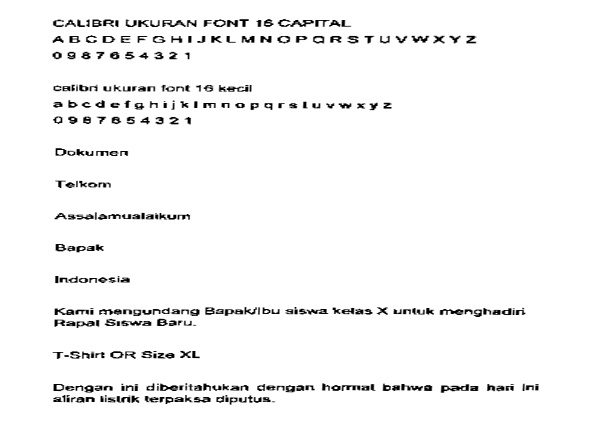 CALIBRI UKURAN FONT 16 CAPITAL
A B C D E F G H I J K L M N O P Q R S T U V W X Y Z
0 9 8 7 6 5 4 3 2 1
calibri ukuran font 16 kecil
a b c d e f g h i j k l m n o p q r s t u v w x y z
0 9 8 7 6 5 4 3 2 1
Dokumen
Telkom
Assalamualaikum
Bapak
Indonesia
Kami mengundang Bapak/Ibu siswa kelas X untuk menghadiri
Rapat Siswa Baru.
T-Shirt OR Size XL
Dengan ini diberitahukan dengan hormat bahwa pada hari ini
aliran listrik terpaksa diputus.